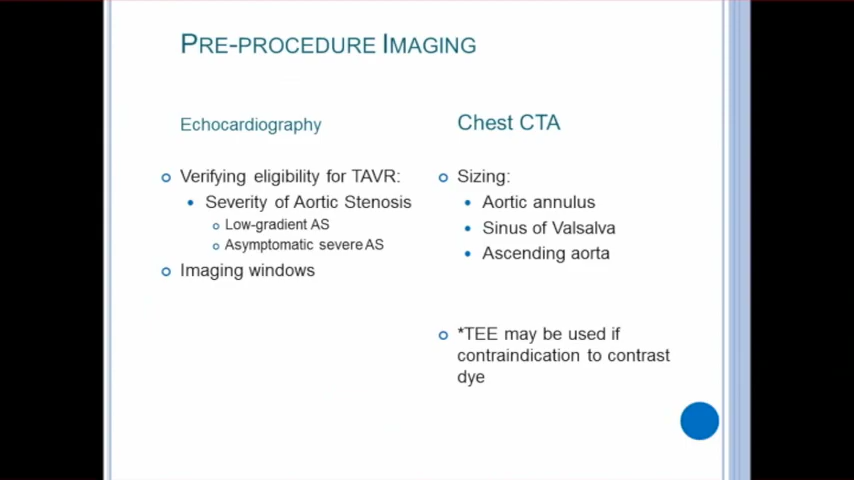 PRE-PROCEDURE IMAGING
Echocardiography
Verifying eligibility for TAVR:
Severity of Aortic Stenosis
Low-gradient AS
Asymptomatic severe AS
Imaging windows
Chest CTA
Sizing:
Aortic annulus
Sinus of Valsalva
Ascending aorta
*TEE may be used if
contraindication to contrast
dye